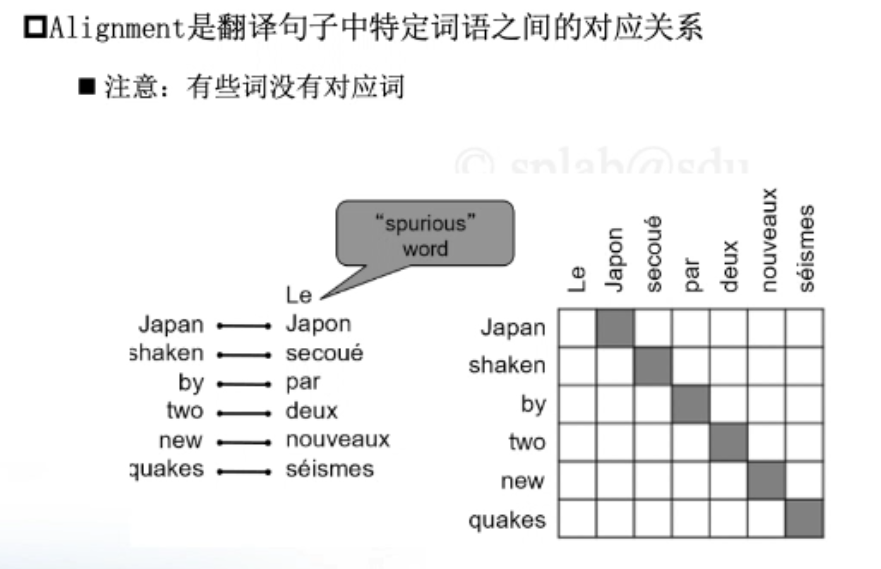 Alignment是翻译句子中特定词语之间的对应关系
注意：有些词没有对应词
© splab@sdu
“spurious”
word
Le
Japan Japon
shaken secoué
by par
two deux
new nouveaux
quakes séismes
Le Japon secoué par deux nouveaux séismes
Japan
shaken
by
two
new
quakes